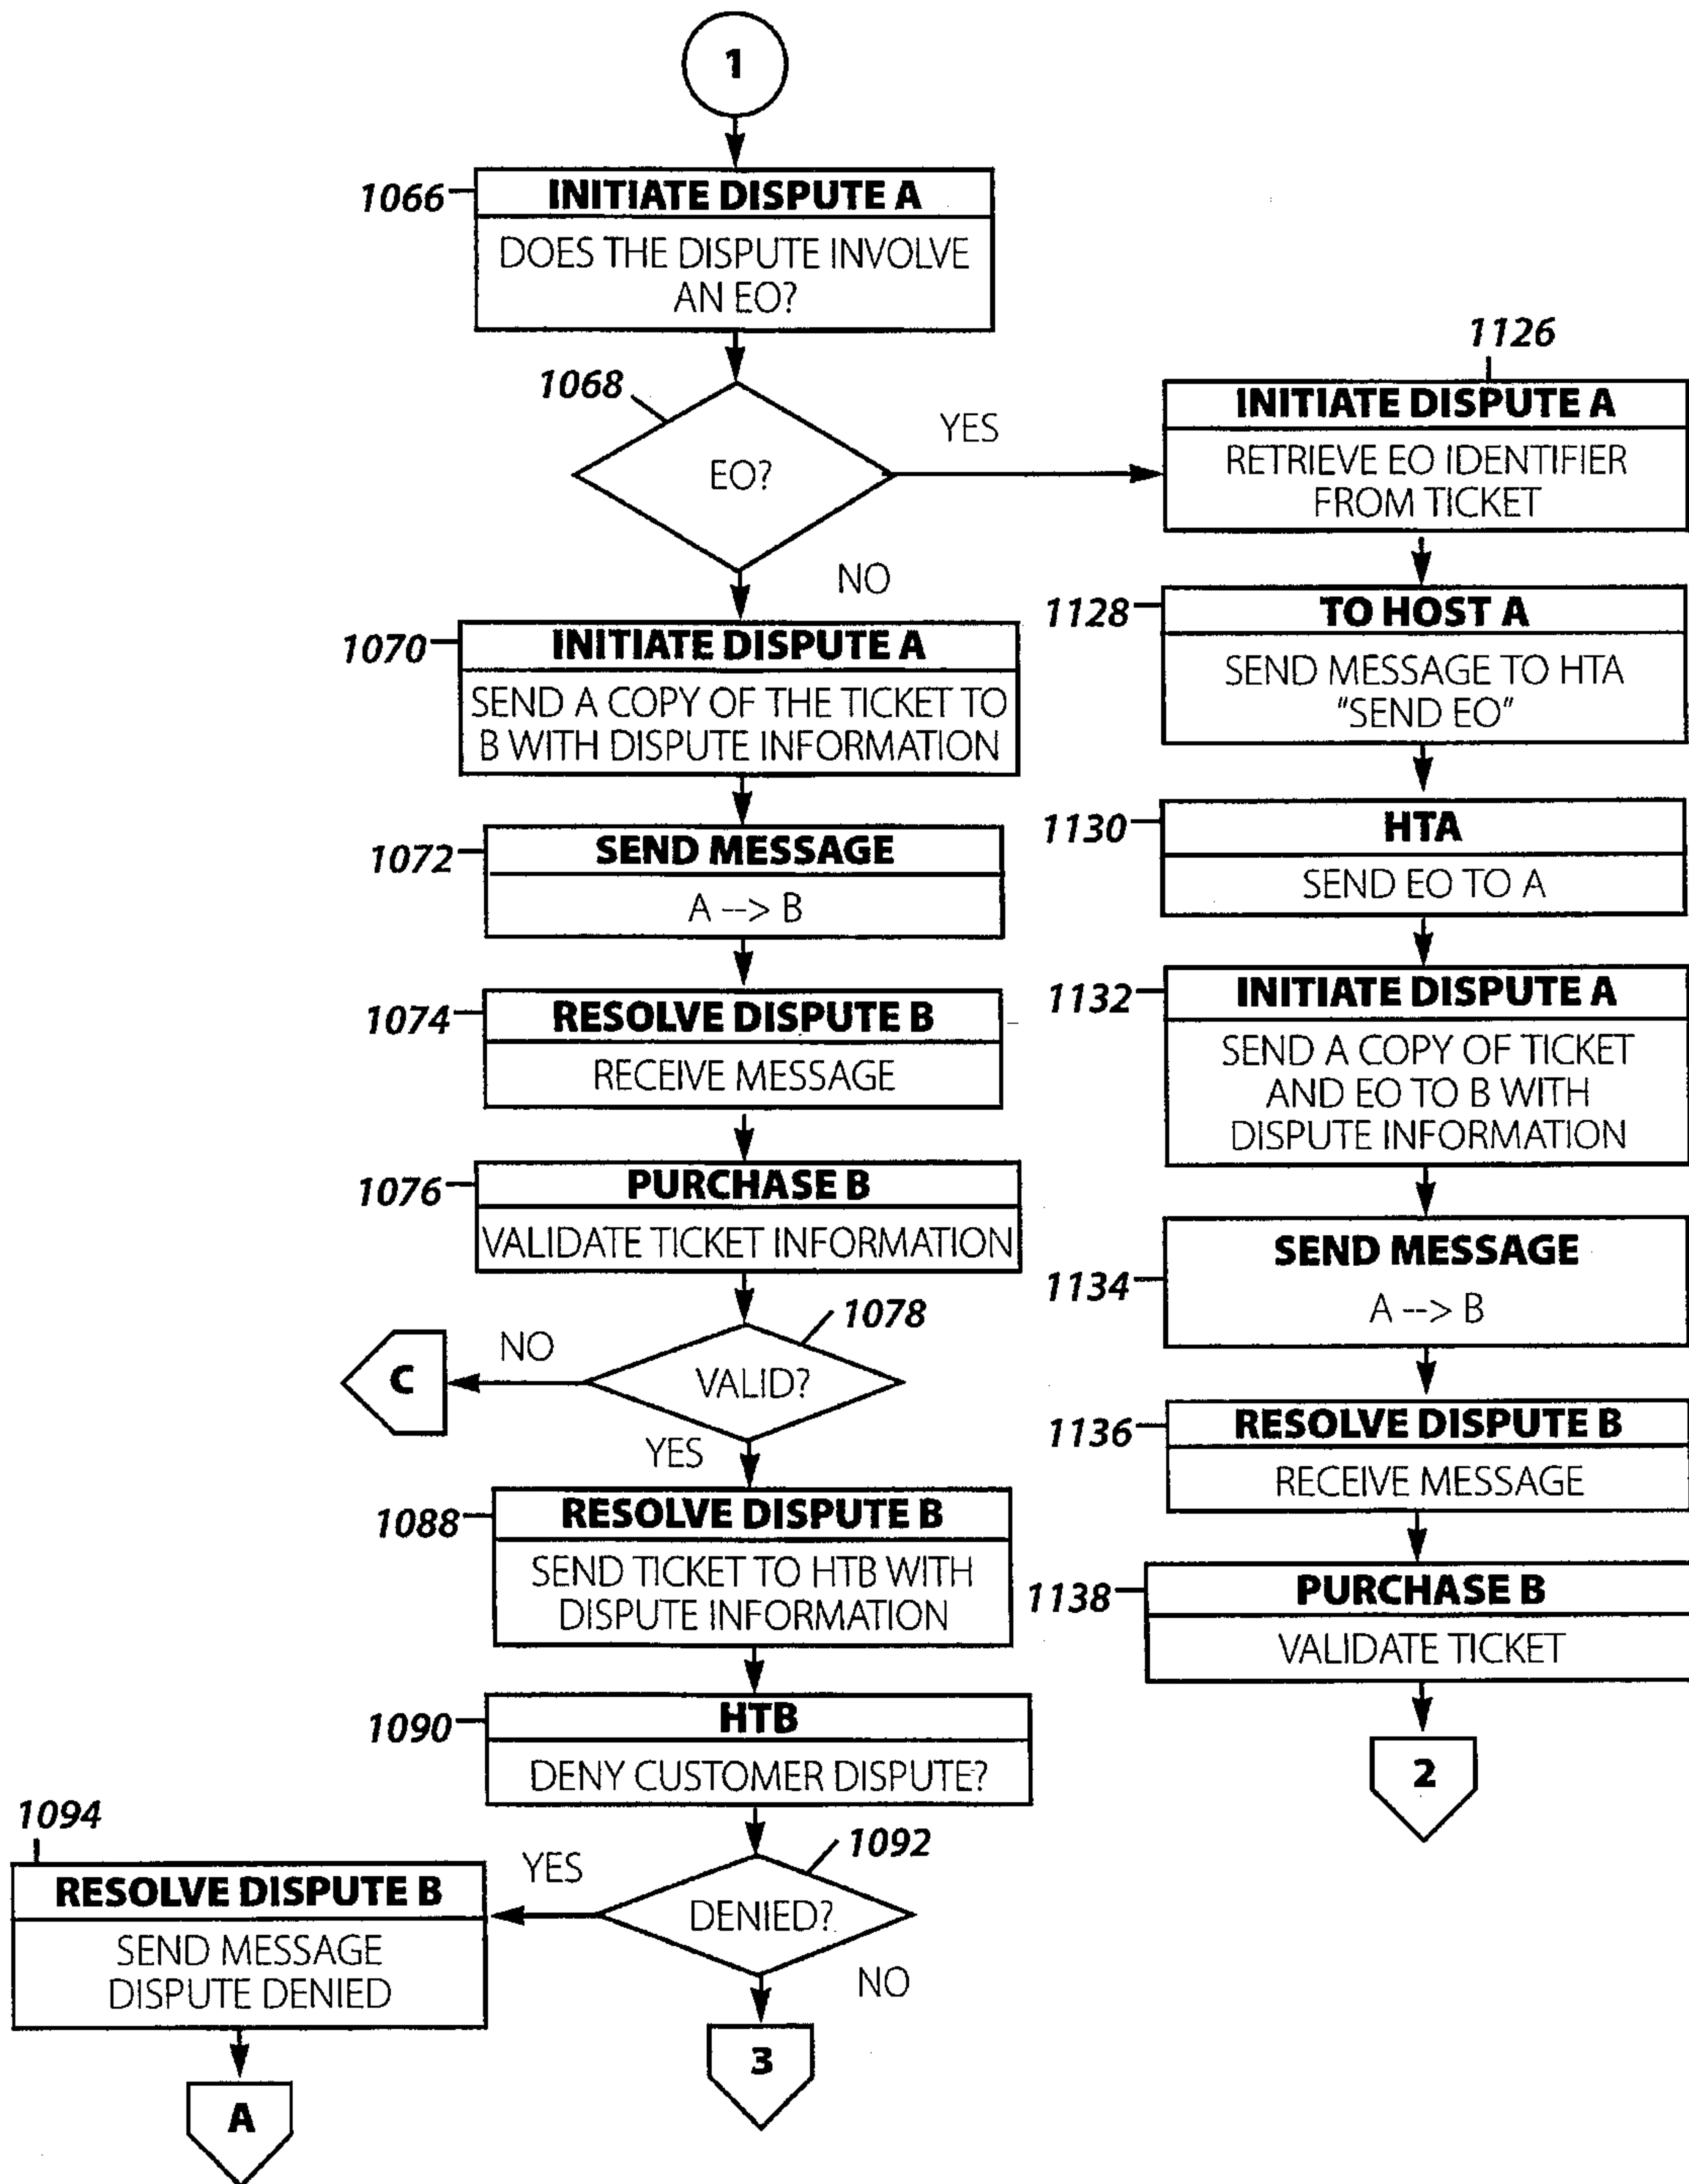 1
1066
INITIATE DISPUTE A
DOES THE DISPUTE INVOLVE
AN EO?
1068
EO?
YES
NO
1070
INITIATE DISPUTE A
SEND A COPY OF THE TICKET TO
B WITH DISPUTE INFORMATION
1072
SEND MESSAGE
A --> B
1074
RESOLVE DISPUTE B
RECEIVE MESSAGE
1076
PURCHASE B
VALIDATE TICKET INFORMATION
1078
VALID?
NO
C
YES
1088
RESOLVE DISPUTE B
SEND TICKET TO HTB WITH
DISPUTE INFORMATION
1090
HTB
DENY CUSTOMER DISPUTE?
1092
DENIED?
YES
NO
1094
RESOLVE DISPUTE B
SEND MESSAGE
DISPUTE DENIED
A
3
1126
INITIATE DISPUTE A
RETRIEVE EO IDENTIFIER
FROM TICKET
1128
TO HOST A
SEND MESSAGE TO HTA
"SEND EO"
1130
HTA
SEND EO TO A
1132
INITIATE DISPUTE A
SEND A COPY OF TICKET
AND EO TO B WITH
DISPUTE INFORMATION
1134
SEND MESSAGE
A --> B
1136
RESOLVE DISPUTE B
RECEIVE MESSAGE
1138
PURCHASE B
VALIDATE TICKET
2